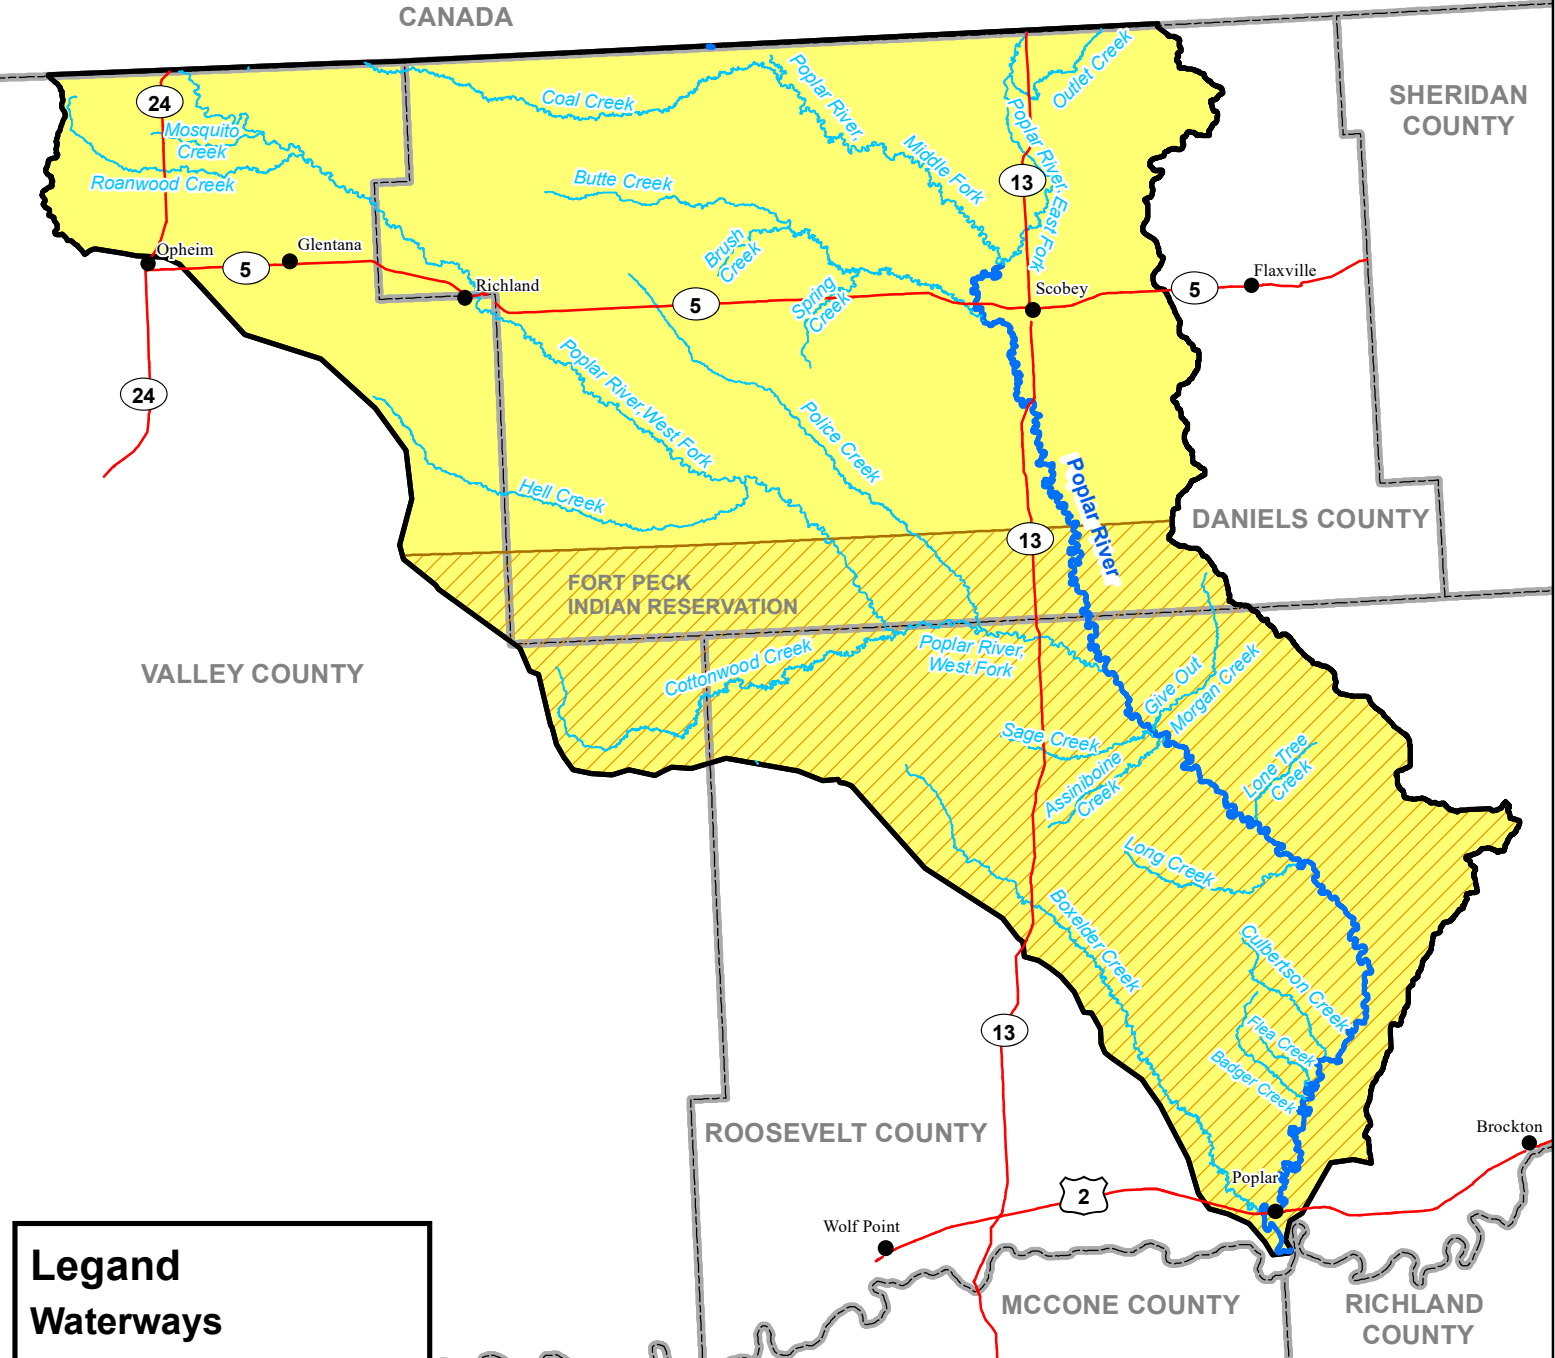 CANADA
SHERIDAN
COUNTY
24
Mosquito
Creek
Roanwood Creek
Coal Creek
Poplar River,
Middle Fork
Outlet Creek
Poplar River, East Fork
13
Butte Creek
Brush
Creek
Spring
Creek
Opheim
Glentana
5
Richland
5
Scobey
5
Flaxville
24
Poplar River, West Fork
Police Creek
Hell Creek
Poplar River
DANIELS COUNTY
13
FORT PECK
INDIAN RESERVATION
VALLEY COUNTY
Cottonwood Creek
Poplar River,
West Fork
Give Out
Morgan Creek
Sage Creek
Assiniboine
Creek
Lone Tree
Creek
Long Creek
Boxelder Creek
Culbertson Creek
Flea Creek
Badger Creek
13
ROOSEVELT COUNTY
Brockton
Poplar
2
Wolf Point
MCCONE COUNTY
RICHLAND
COUNTY
Legand
Waterways